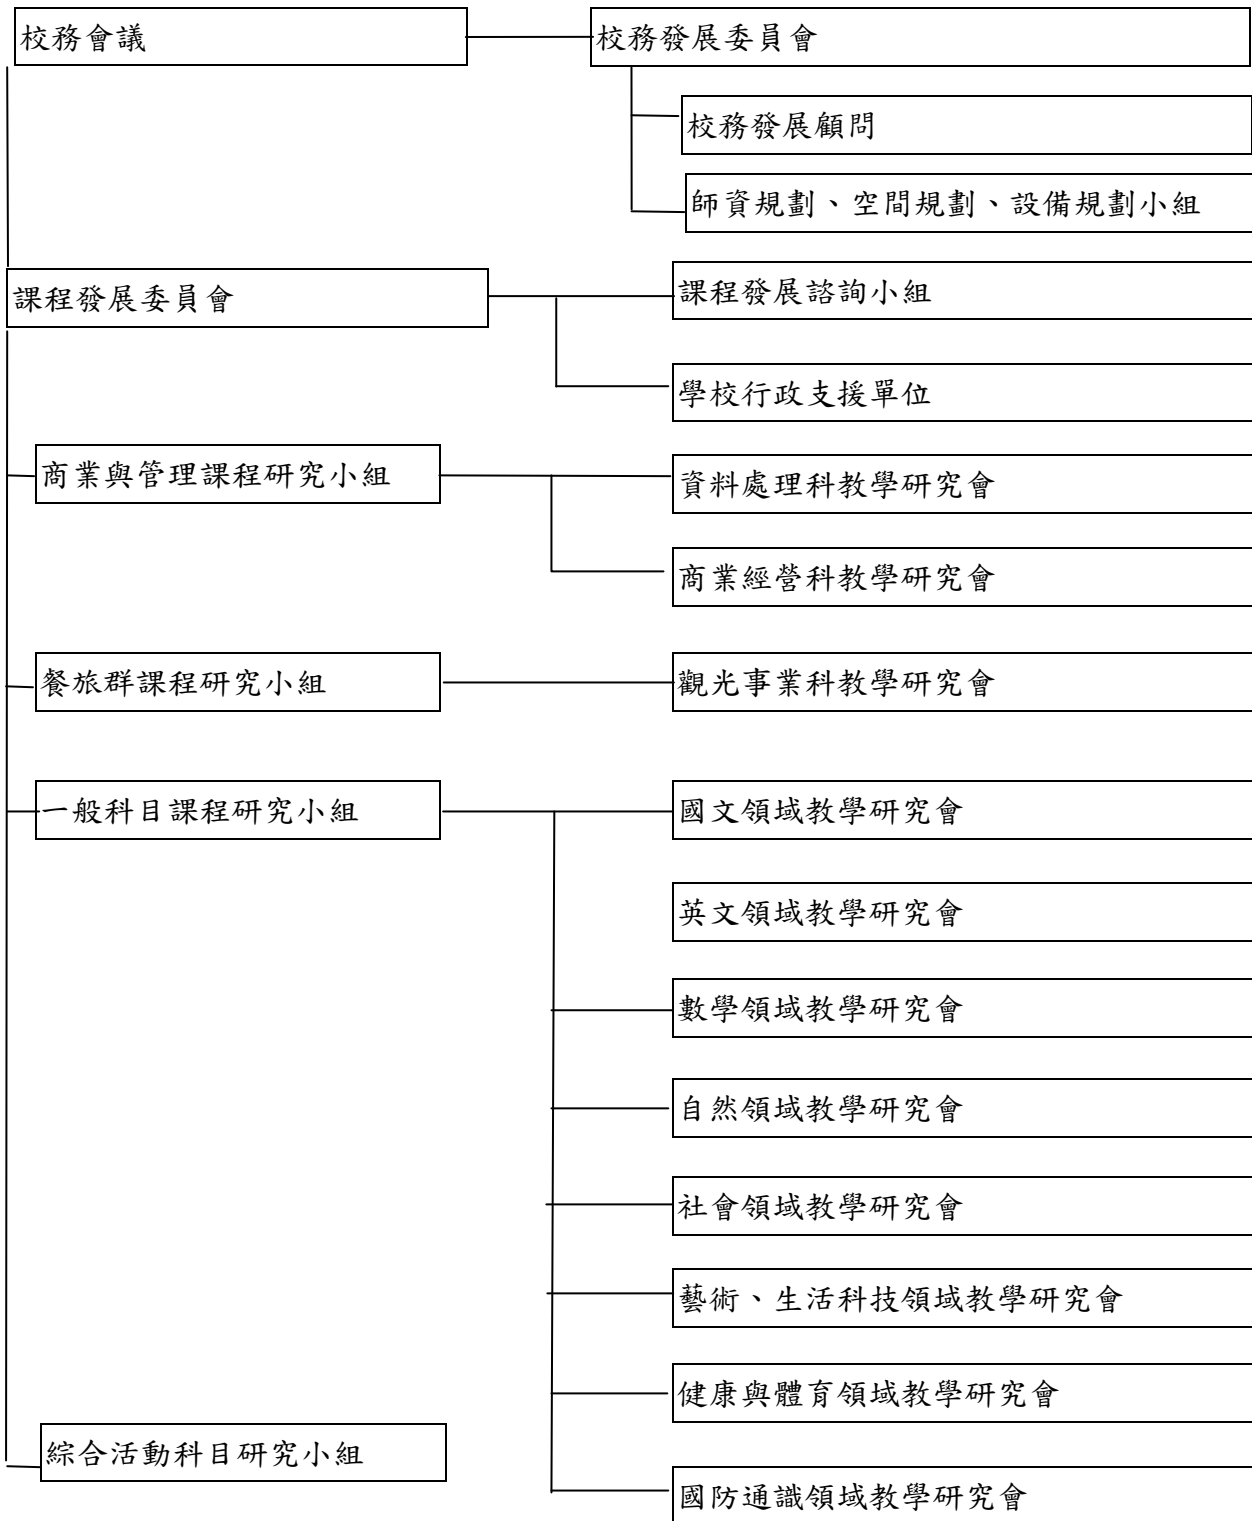 校務會議
校務發展委員會
校務發展顧問
師資規劃、空間規劃、設備規劃小組
課程發展委員會
課程發展諮詢小組
學校行政支援單位
商業與管理課程研究小組
資料處理科教學研究會
商業經營科教學研究會
餐旅群課程研究小組
觀光事業科教學研究會
一般科目課程研究小組
國文領域教學研究會
英文領域教學研究會
數學領域教學研究會
自然領域教學研究會
社會領域教學研究會
藝術、生活科技領域教學研究會
健康與體育領域教學研究會
綜合活動科目研究小組
國防通識領域教學研究會